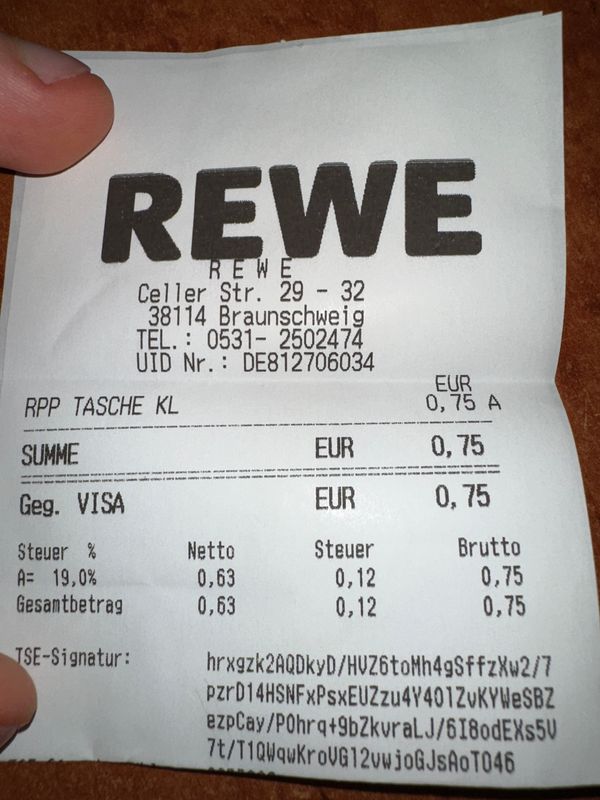 REWE
R E W E
Celler Str. 29 - 32
38114 Braunschweig
TEL.: 0531- 2502474
UID Nr.: DE812706034
EUR
RPP TASCHE KL 0,75 A
SUMME EUR 0,75
Geg. VISA EUR 0,75
Steuer % Netto Steuer Brutto
A= 19,0% 0,63 0,12 0,75
Gesamtbetrag 0,63 0,12 0,75
TSE-Signatur: hrxgzk2AQDkyD/HVZ6toMh4gSffzXw2/7
pzrD14HSNFxPsxEUZzu4Y401ZvKYWeSBZ
ezpCay/P0hrq+9bZkvraLJ/6I8odEXs5V
7t/T1QWqwKroVG12vwjoGJsAoT046